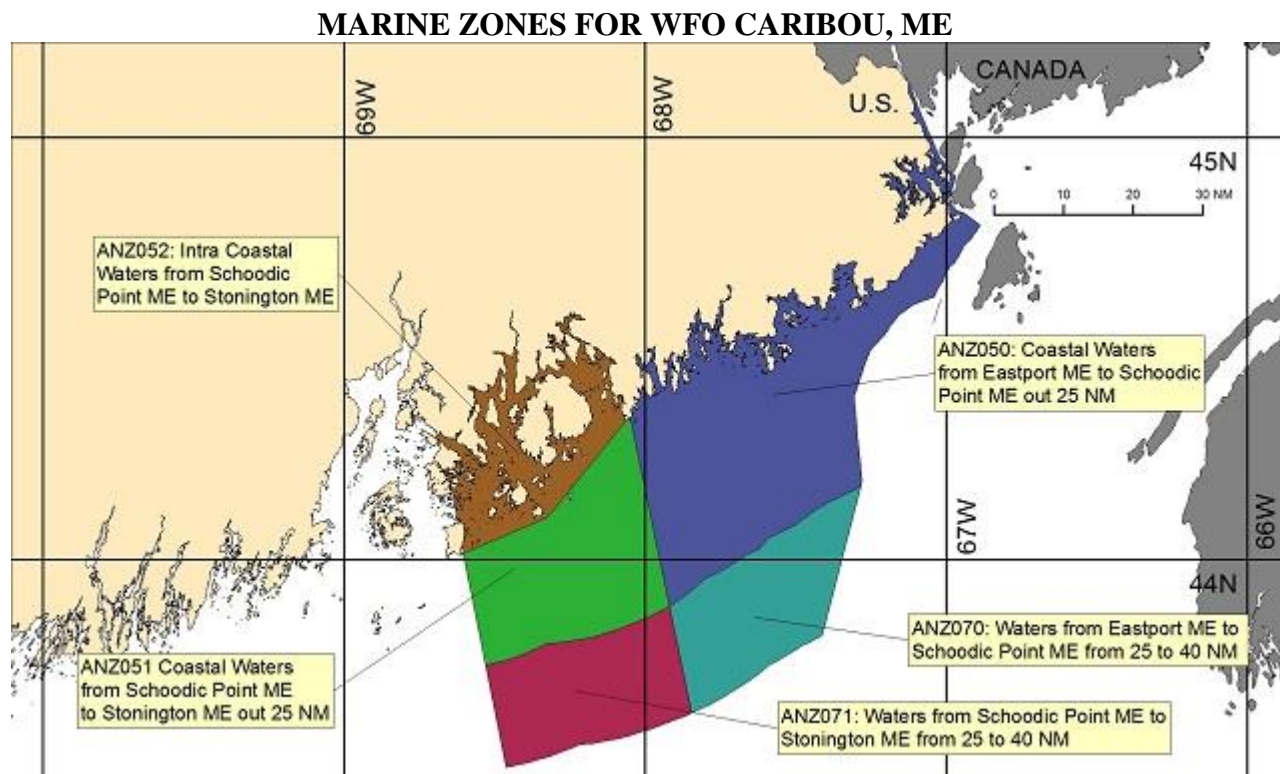 MARINE ZONES FOR WFO CARIBOU, ME
69W
68W
U.S.
CANADA
45N
0 10 20 30 NM
ANZ052: Intra Coastal
Waters from Schoodic
Point ME to Stonington ME
ANZ050: Coastal Waters
from Eastport ME to Schoodic
Point ME out 25 NM
67W
66W
44N
ANZ070: Waters from Eastport ME to
Schoodic Point ME from 25 to 40 NM
ANZ051 Coastal Waters
from Schoodic Point ME
to Stonington ME out 25 NM
ANZ071: Waters from Schoodic Point ME to
Stonington ME from 25 to 40 NM